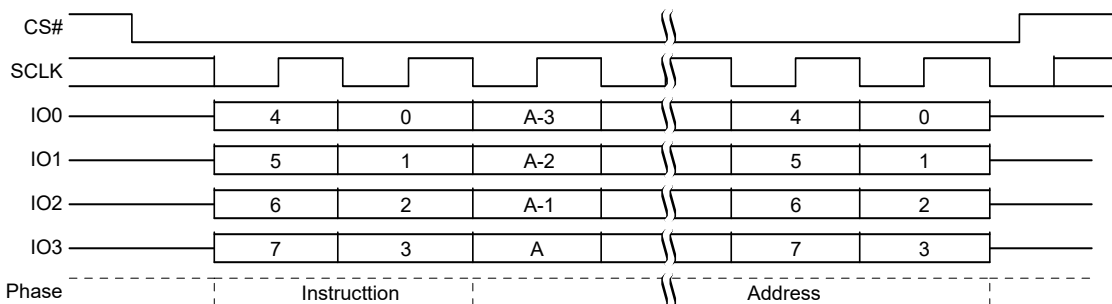 CS#
SCLK
IO0 4 0 A-3 4 0
IO1 5 1 A-2 5 1
IO2 6 2 A-1 6 2
IO3 7 3 A 7 3
Phase Instructtion Address